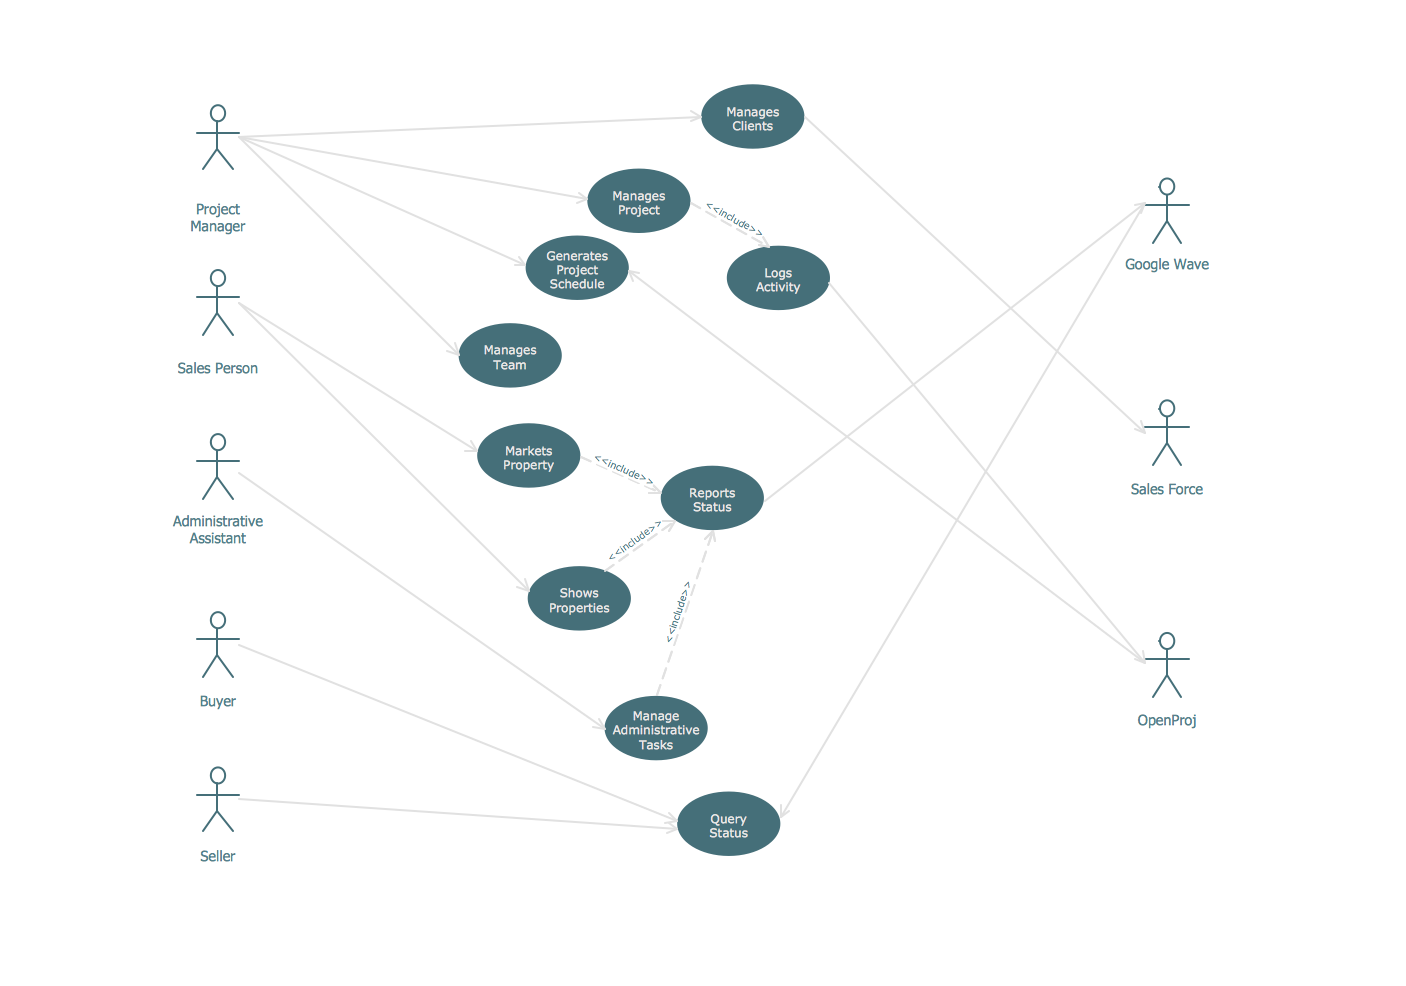 Manages
Clients
Project
Manager
Manages
Project
<<include>>
Google Wave
Generates
Project
Schedule
Logs
Activity
Sales Person
Manages
Team
Markets
Property
<<include>>
Reports
Status
Sales Force
Administrative
Assistant
<<include>>
Shows
Properties
<<include>>
Buyer
Manage
Administrative
Tasks
OpenProj
Query
Status
Seller